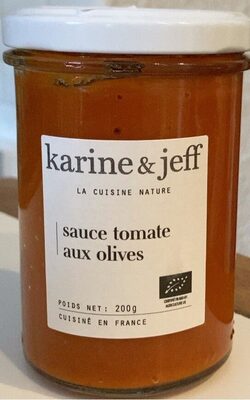 karine & jeff
LA CUISINE NATURE
sauce tomate
aux olives
POIDS NET: 200g
CUISINÉ EN FRANCE